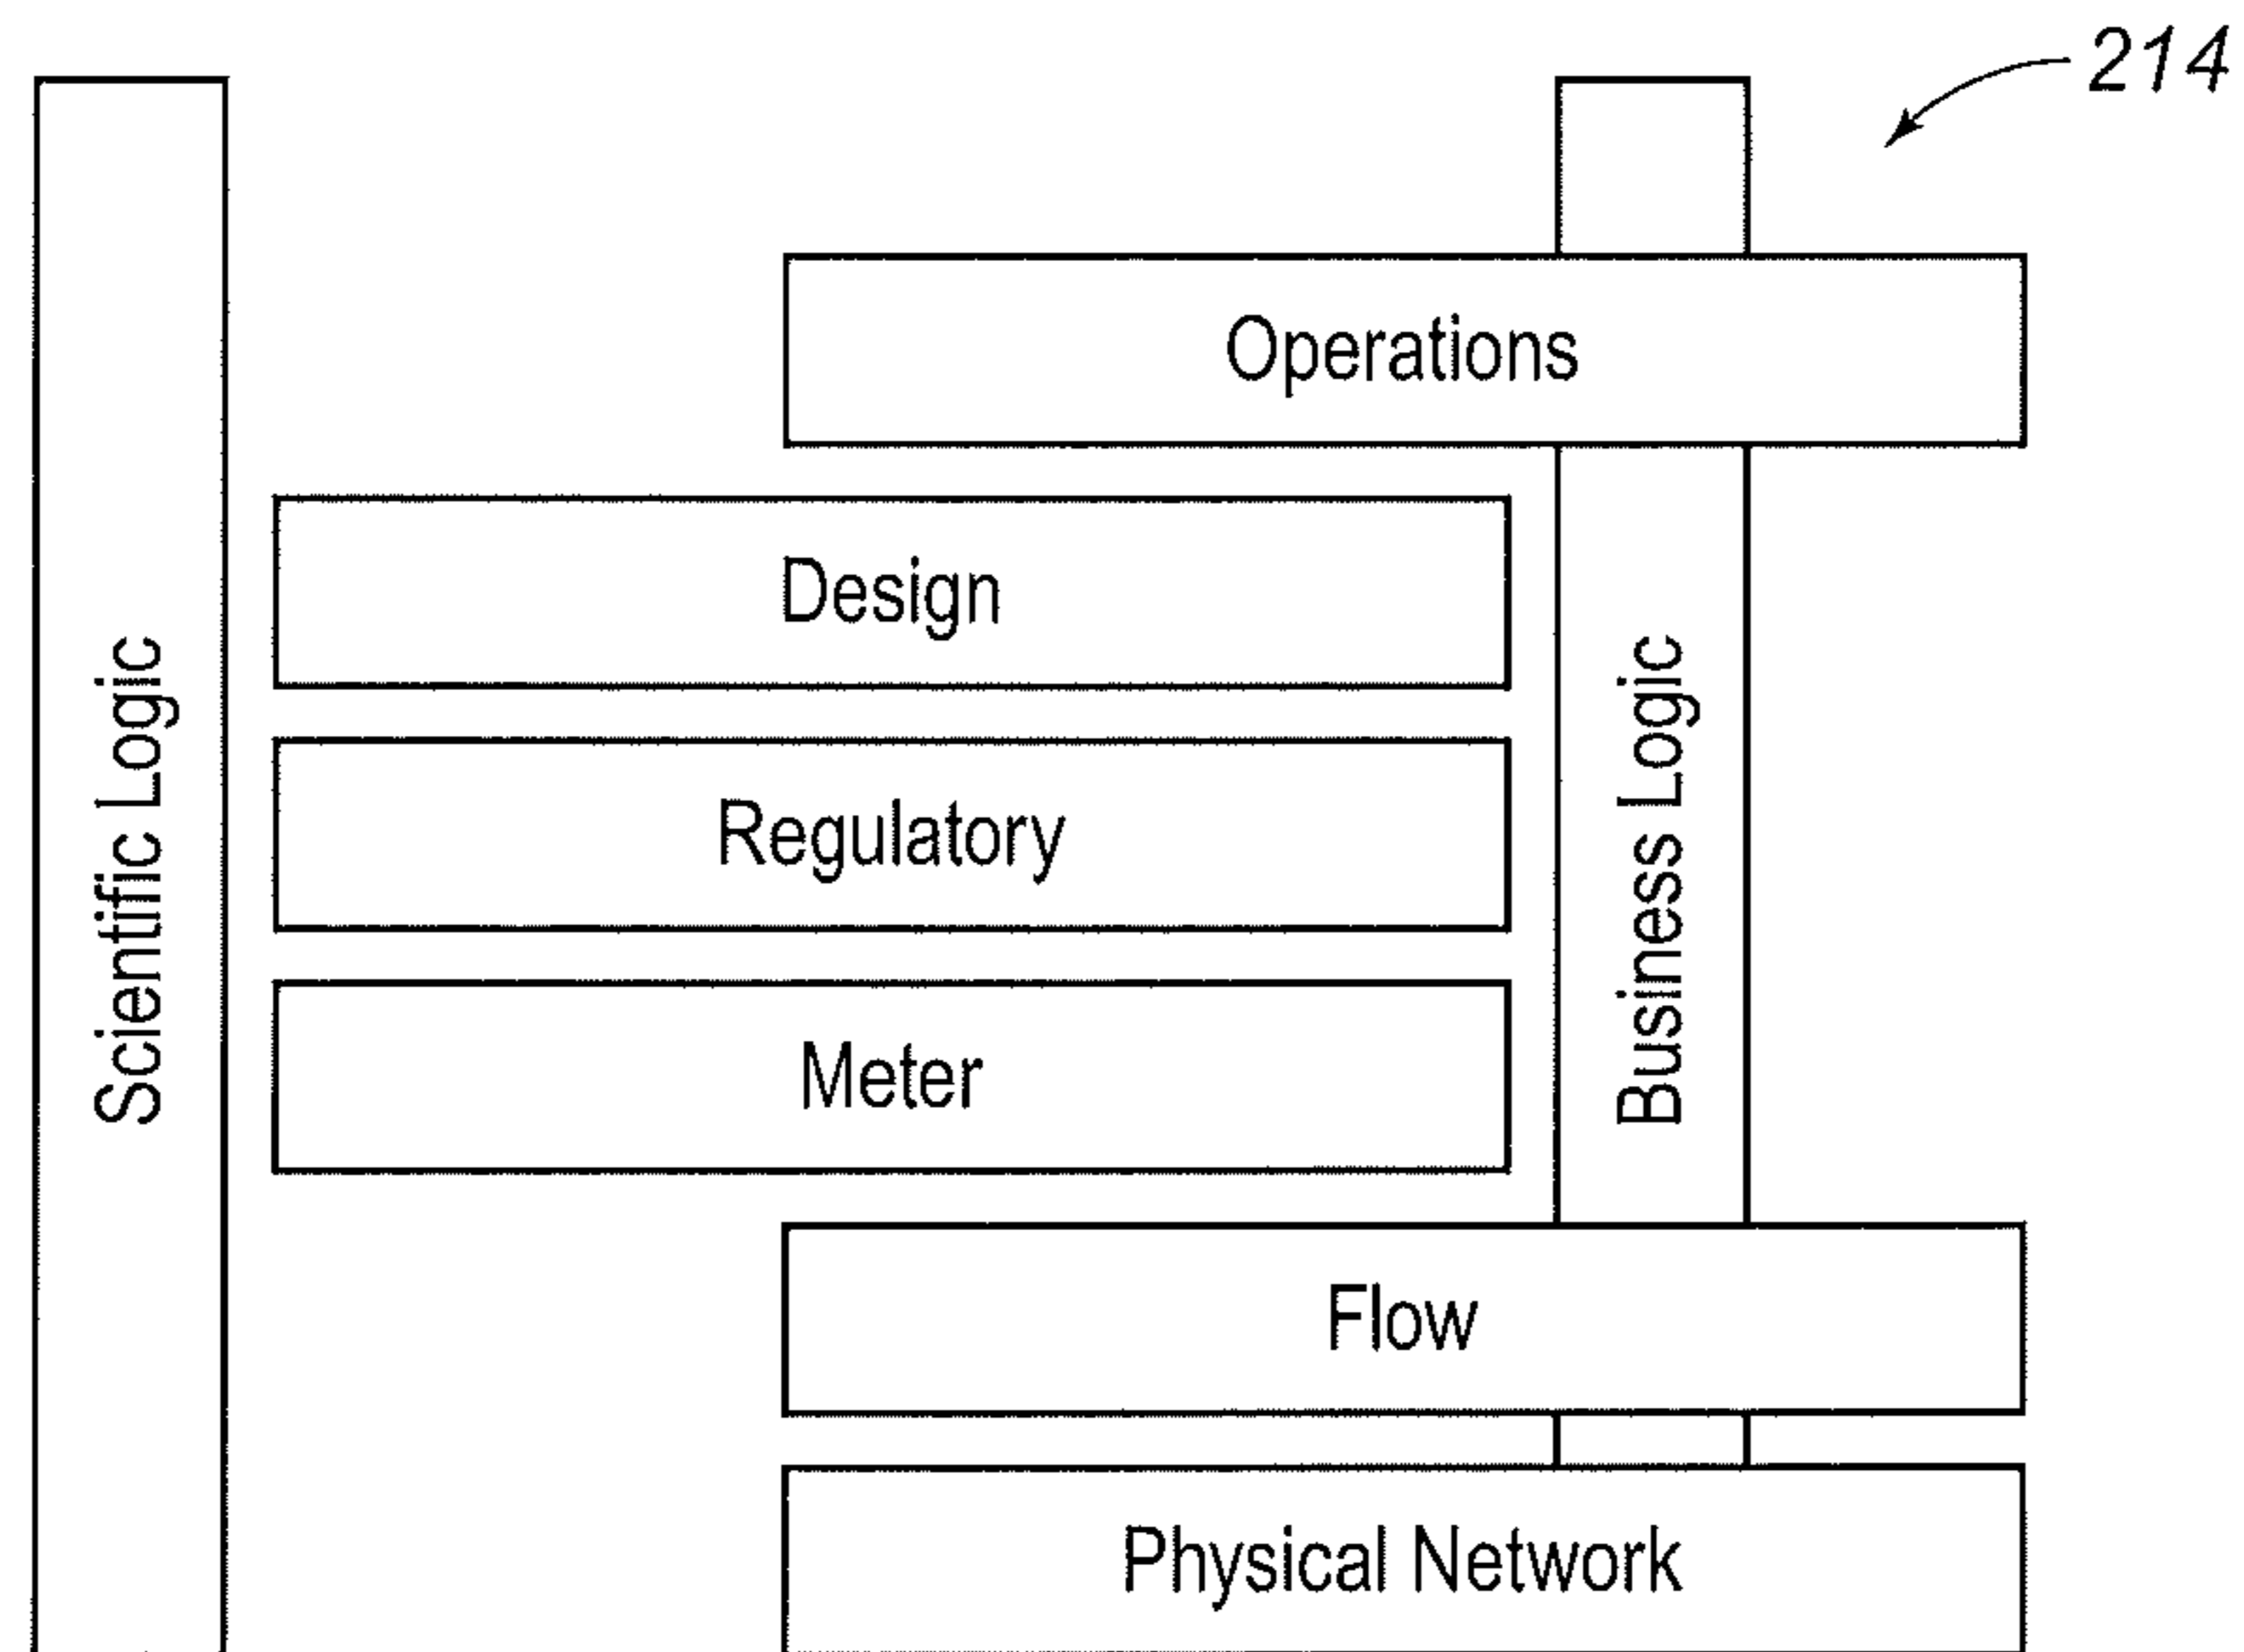 214
Operations
Design
Regulatory
Meter
Flow
Physical Network
Scientific Logic
Business Logic